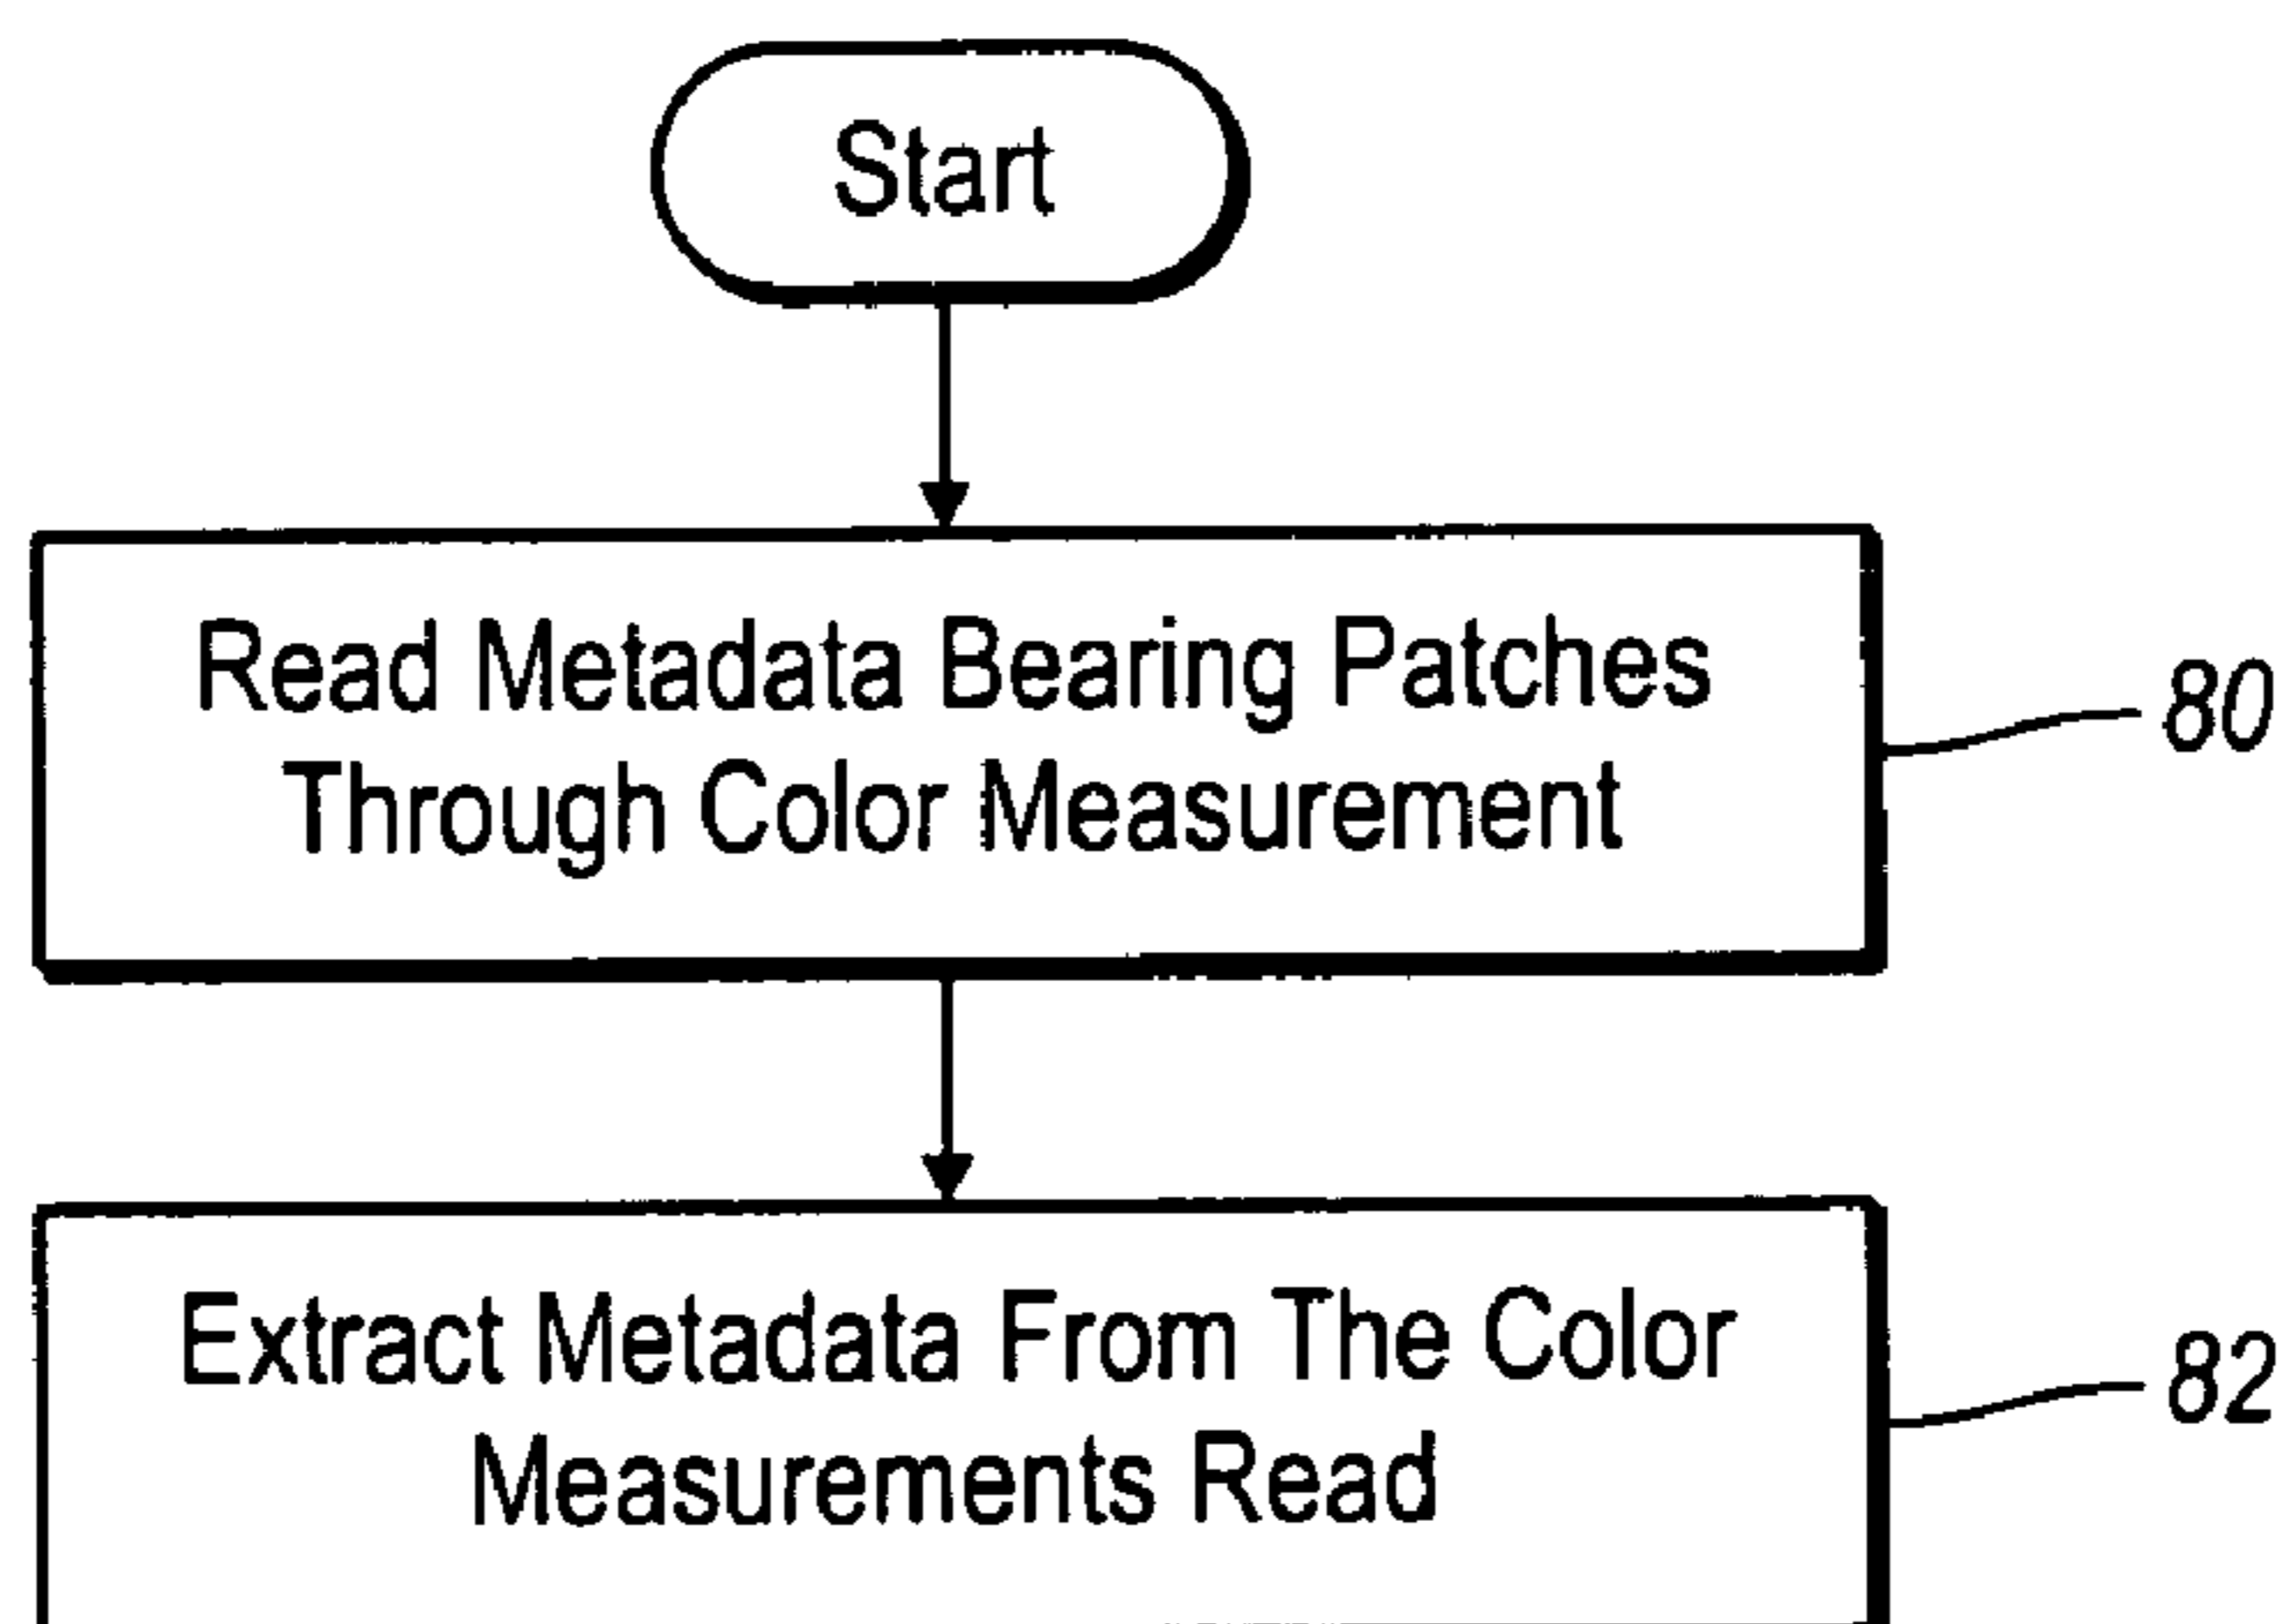 Start
Read Metadata Bearing Patches
Through Color Measurement
80
Extract Metadata From The Color
Measurements Read
82